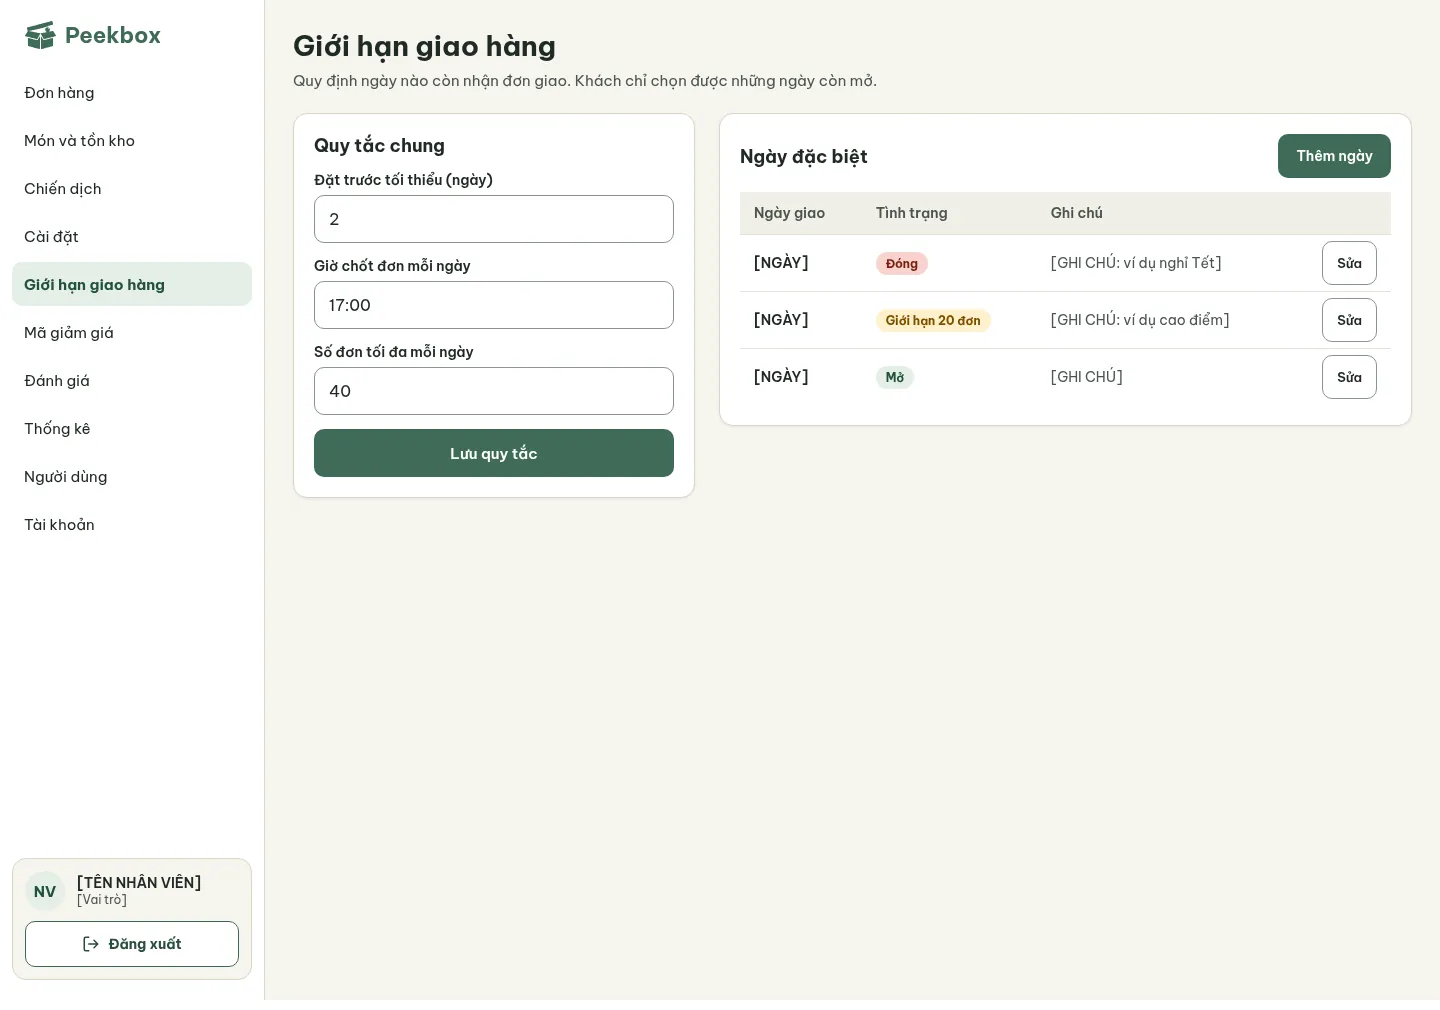 Peekbox
Đơn hàng
Món và tồn kho
Chiến dịch
Cài đặt
Giới hạn giao hàng
Mã giảm giá
Đánh giá
Thống kê
Người dùng
Tài khoản
NV
[TÊN NHÂN VIÊN]
[Vai trò]
Đăng xuất
Giới hạn giao hàng
Quy định ngày nào còn nhận đơn giao. Khách chỉ chọn được những ngày còn mở.
Quy tắc chung
Đặt trước tối thiểu (ngày)
2
Giờ chốt đơn mỗi ngày
17:00
Số đơn tối đa mỗi ngày
40
Lưu quy tắc
Ngày đặc biệt
Thêm ngày
Ngày giao Tình trạng Ghi chú
[NGÀY] Đóng [GHI CHÚ: ví dụ nghỉ Tết] Sửa
[NGÀY] Giới hạn 20 đơn [GHI CHÚ: ví dụ cao điểm] Sửa
[NGÀY] Mở [GHI CHÚ] Sửa